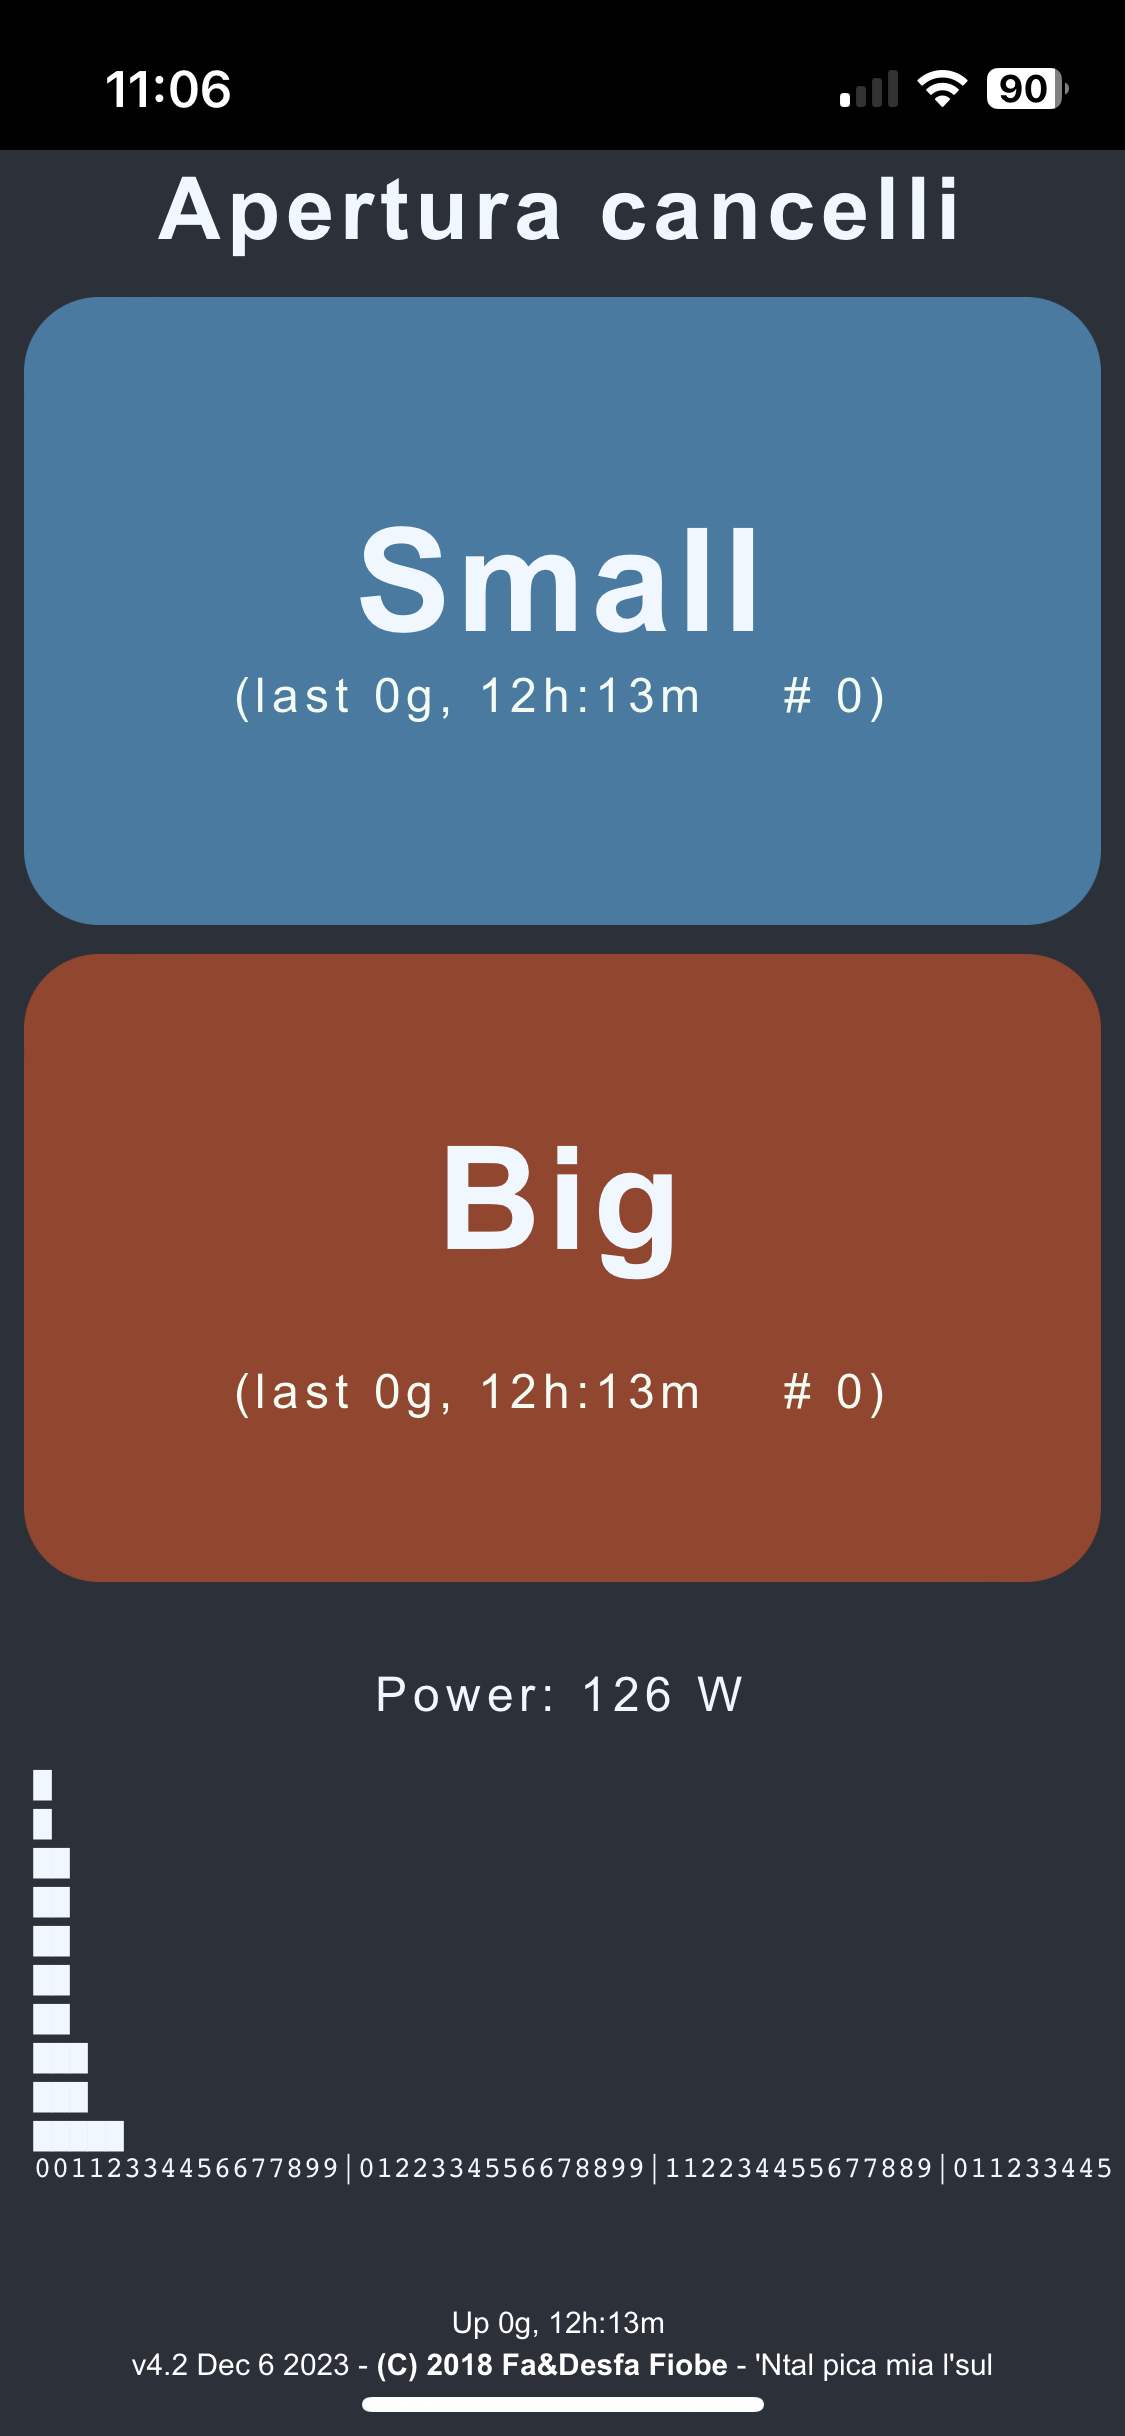 11:06
90
Apertura cancelli
Small
(last 0g, 12h:13m # 0)
Big
(last 0g, 12h:13m # 0)
Power: 126 W
00112334456677899|0122334556678899|112234455677889|011233445
Up 0g, 12h:13m
v4.2 Dec 6 2023 - (C) 2018 Fa&Desfa Fiobe - 'Ntal pica mia l'sul